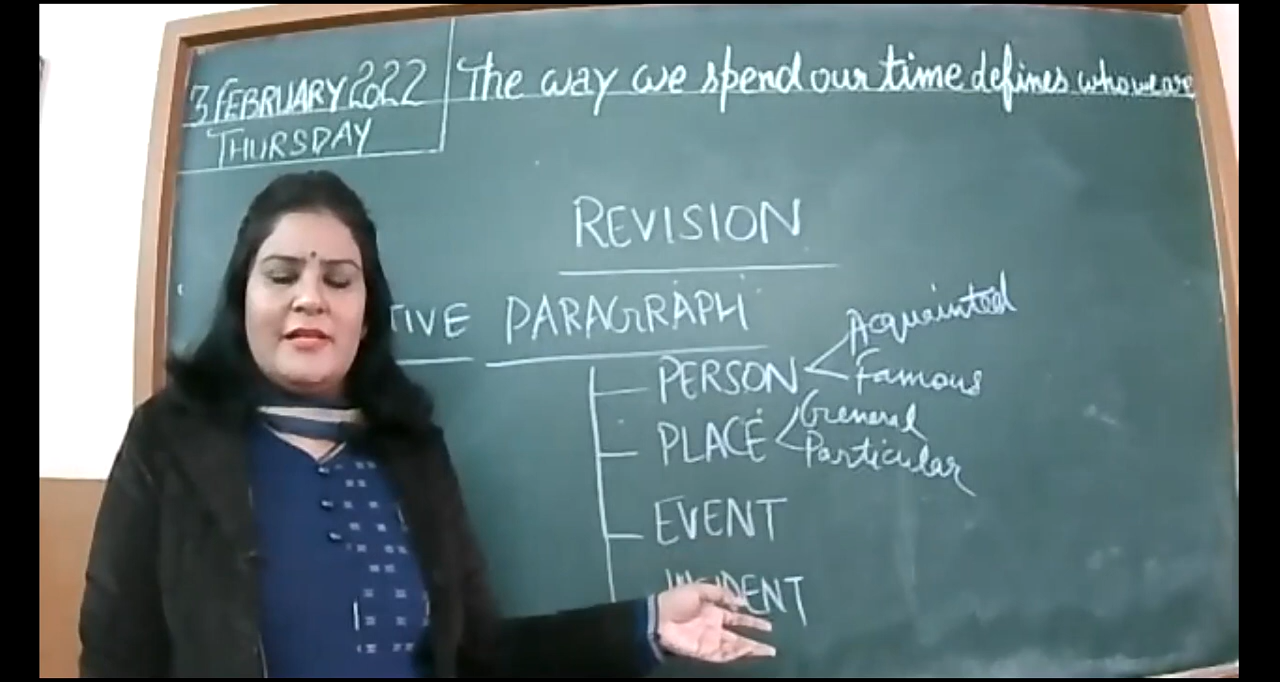 3 FEBRUARY 2022
THURSDAY
The way we spend our time defines who we are
REVISION
TIVE PARAGRAPH
PERSON
Acquainted
Famous
PLACE
General
Particular
EVENT
INCIDENT